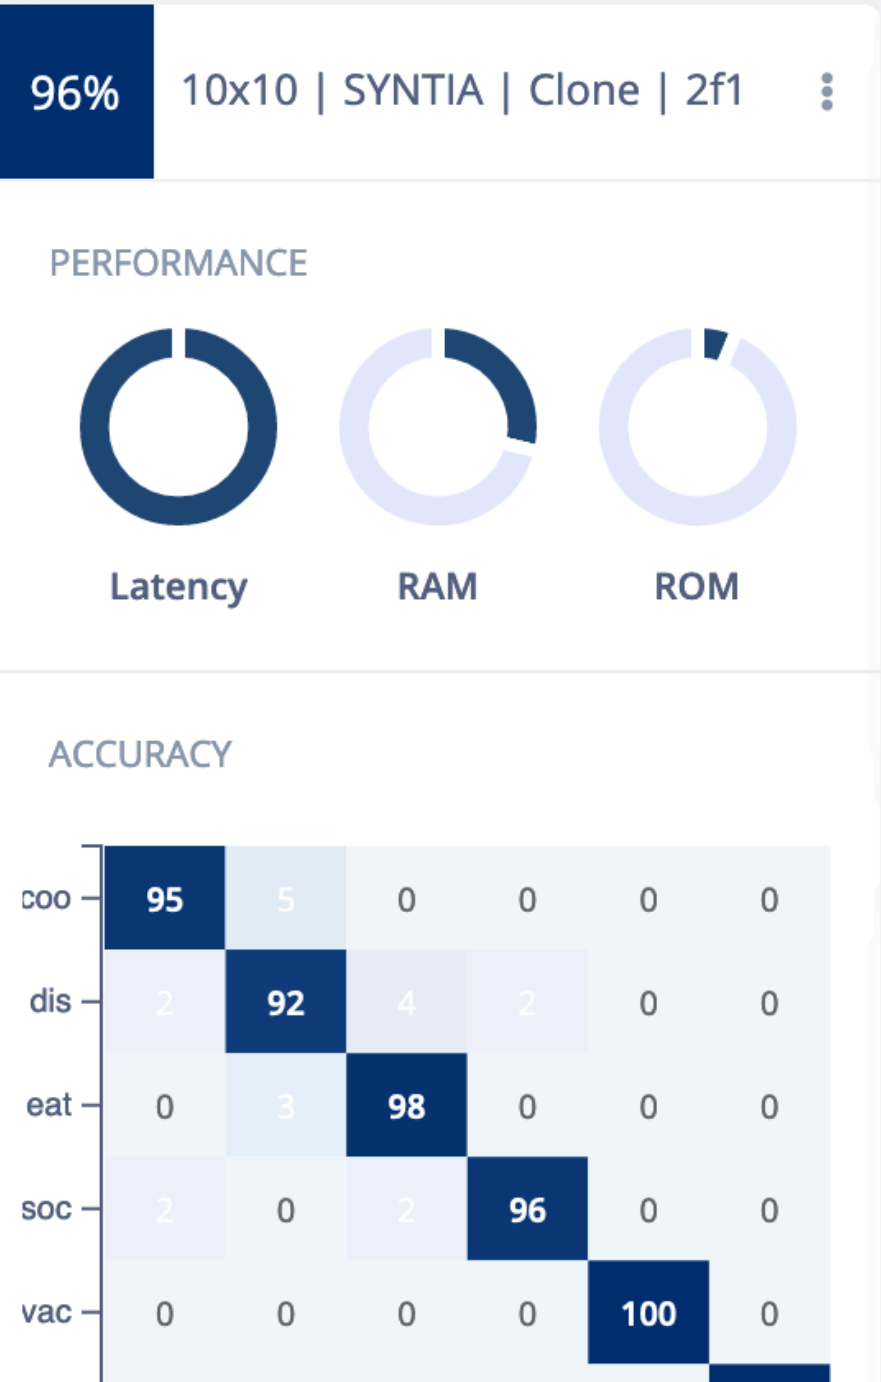 96% 10x10 | SYNTIA | Clone | 2f1
PERFORMANCE
Latency RAM ROM
ACCURACY
coo 95 5 0 0 0 0
dis 92 4 2 0 0
eat 0 3 98 0 0 0
soc 2 0 2 96 0 0
vac 0 0 0 0 100 0